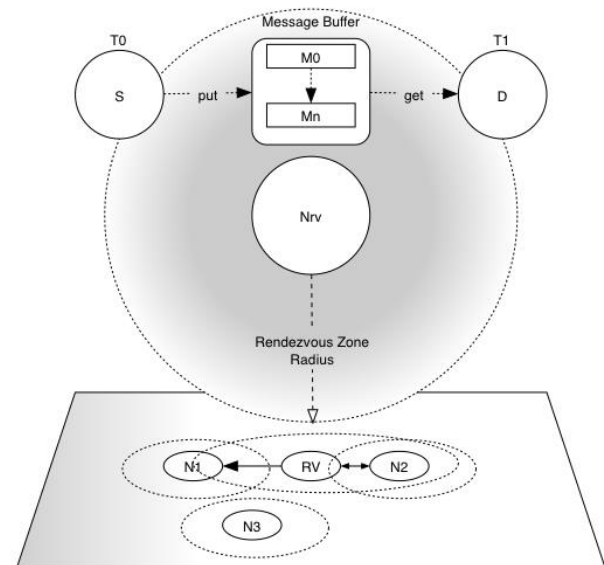 Message Buffer
T0
T1
M0
S
put
get
D
Mn
Nrv
Rendezvous Zone
Radius
N1
RV
N2
N3